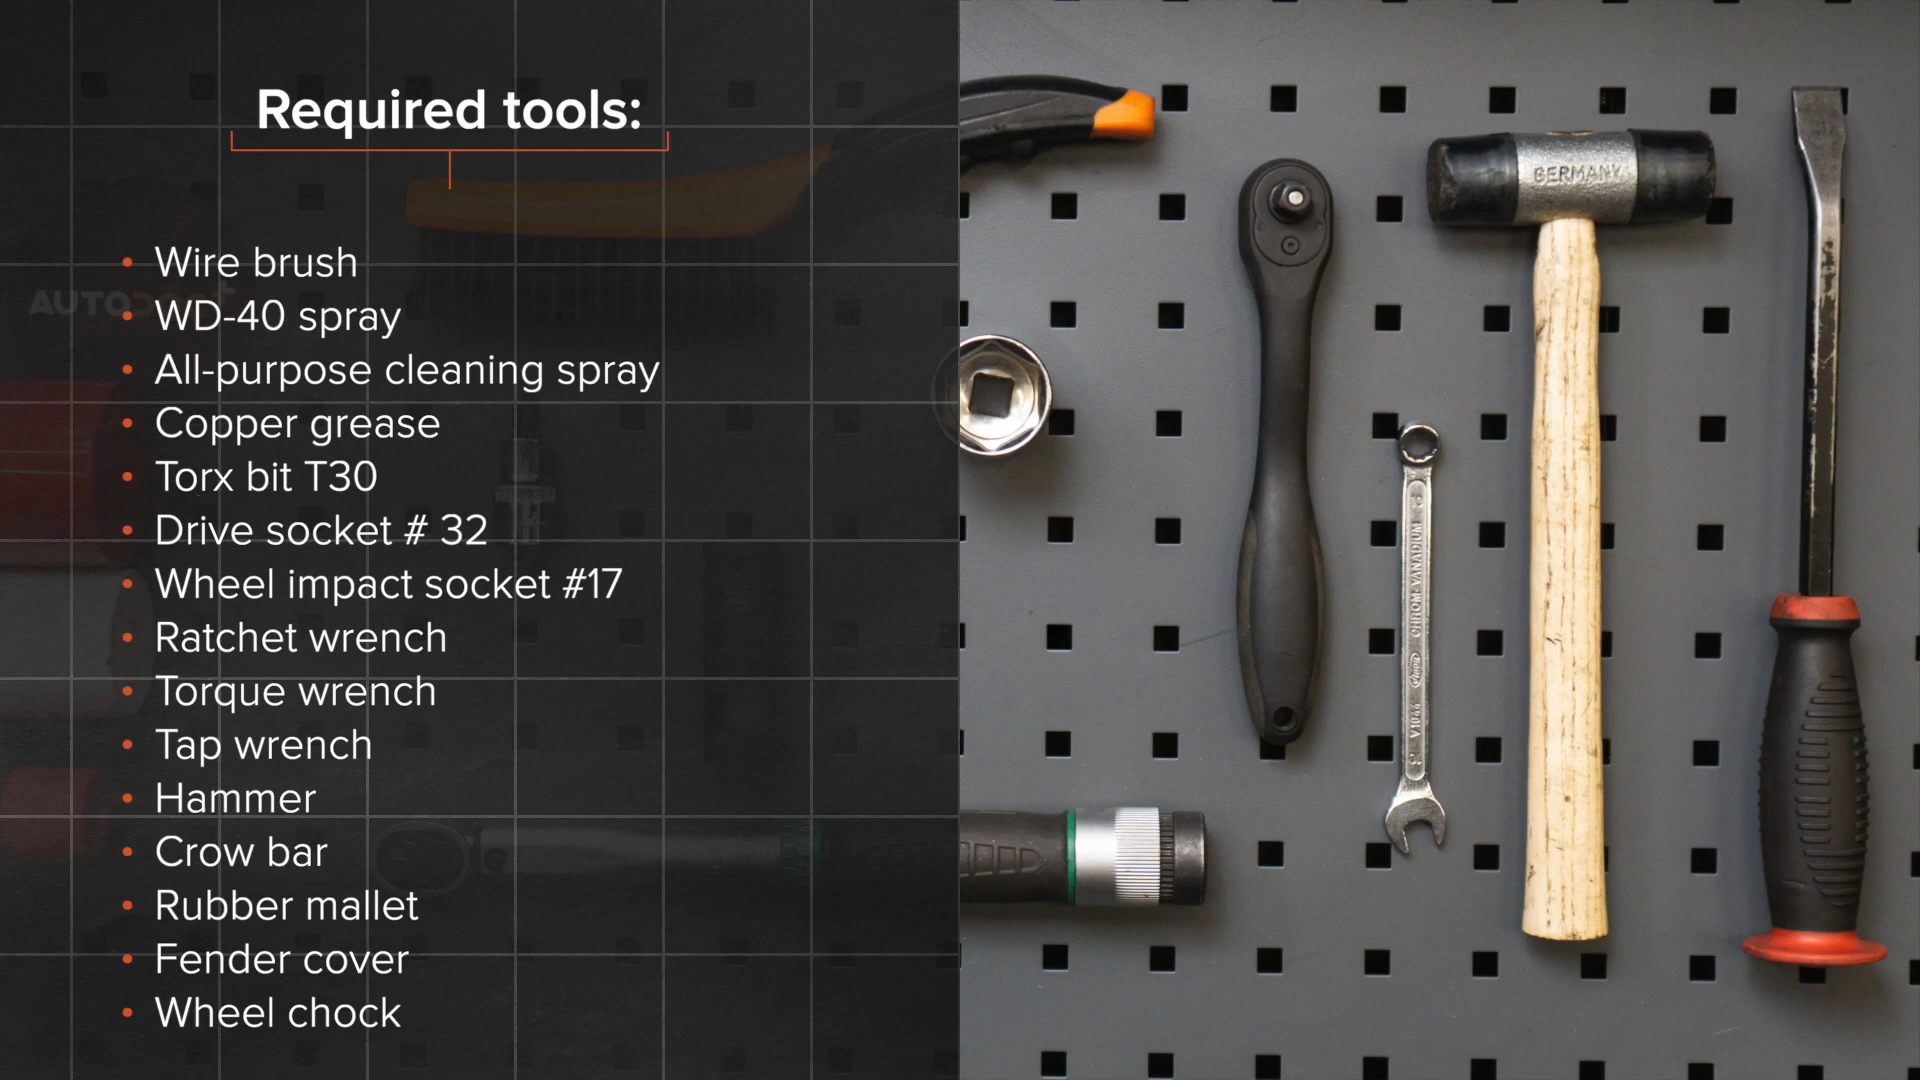 Required tools:
Wire brush
AUTODOC
WD-40 spray
All-purpose cleaning spray
Copper grease
Torx bit T30
Drive socket # 32
Wheel impact socket #17
Ratchet wrench
Torque wrench
Tap wrench
Hammer
Crow bar
Rubber mallet
Fender cover
Wheel chock
GERMANY
CHROM-VANADIUM